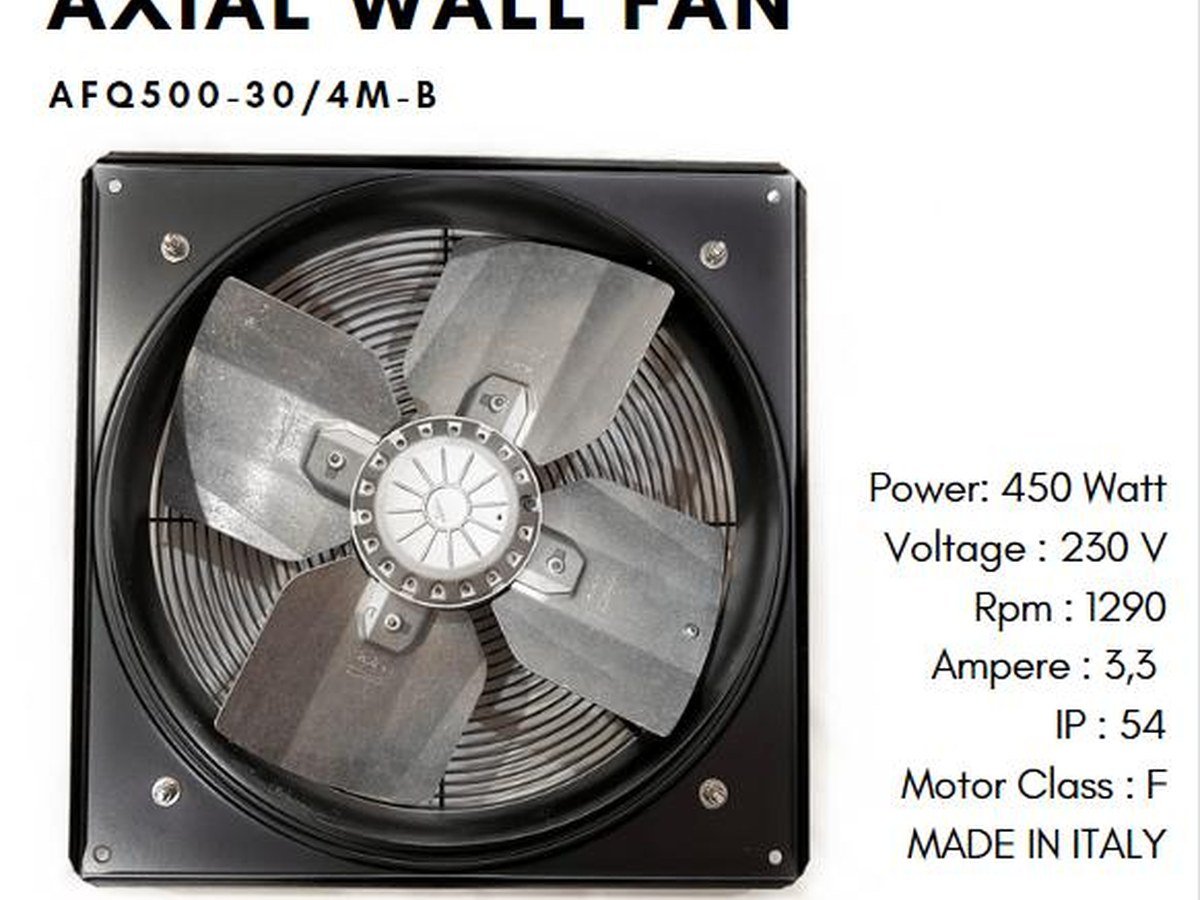 AXIAL WALL FAN
AFQ500-30/4M-B
Power: 450 Watt
Voltage : 230 V
Rpm : 1290
Ampere : 3,3
IP : 54
Motor Class : F
MADE IN ITALY